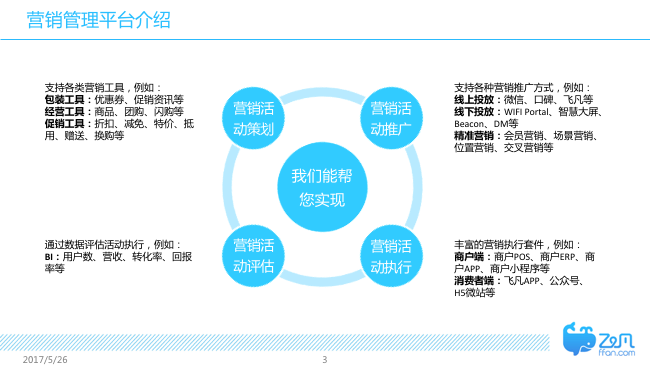 营销管理平台介绍
支持各类营销工具，例如：
包装工具：优惠券、促销资讯等
经营工具：商品、团购、闪购等
促销工具：折扣、减免、特价、抵
用、赠送、换购等
营销活
动策划
营销活
动推广
支持各种营销推广方式，例如：
线上投放：微信、口碑、飞凡等
线下投放：WIFI Portal、智慧大屏、
Beacon、DM等
精准营销：会员营销、场景营销、
位置营销、交叉营销等
我们能帮
您实现
通过数据评估活动执行，例如：
BI：用户数、营收、转化率、回报
率等
营销活
动评估
营销活
动执行
丰富的营销执行套件，例如：
商户端：商户POS、商户ERP、商
户APP、商户小程序等
消费者端：飞凡APP、公众号、
H5微站等
飞凡
ffan.com
2017/5/26
3